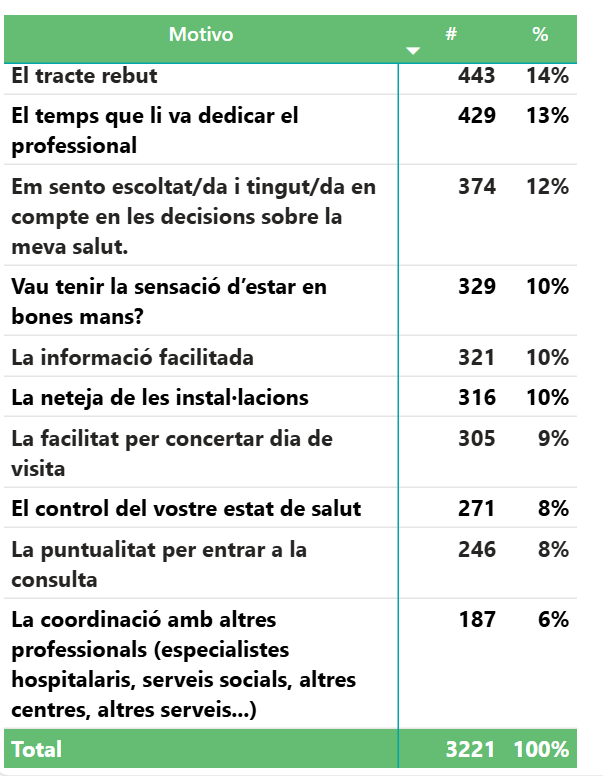 Motivo # %
El tracte rebut 443 14%
El temps que li va dedicar el 429 13%
professional
Em sento escoltat/da i tingut/da en 374 12%
compte en les decisions sobre la
meva salut.
Vau tenir la sensació d’estar en 329 10%
bones mans?
La informació facilitada 321 10%
La neteja de les instal·lacions 316 10%
La facilitat per concertar dia de 305 9%
visita
El control del vostre estat de salut 271 8%
La puntualitat per entrar a la 246 8%
consulta
La coordinació amb altres 187 6%
professionals (especialistes
hospitalaris, serveis socials, altres
centres, altres serveis...)
Total 3221 100%